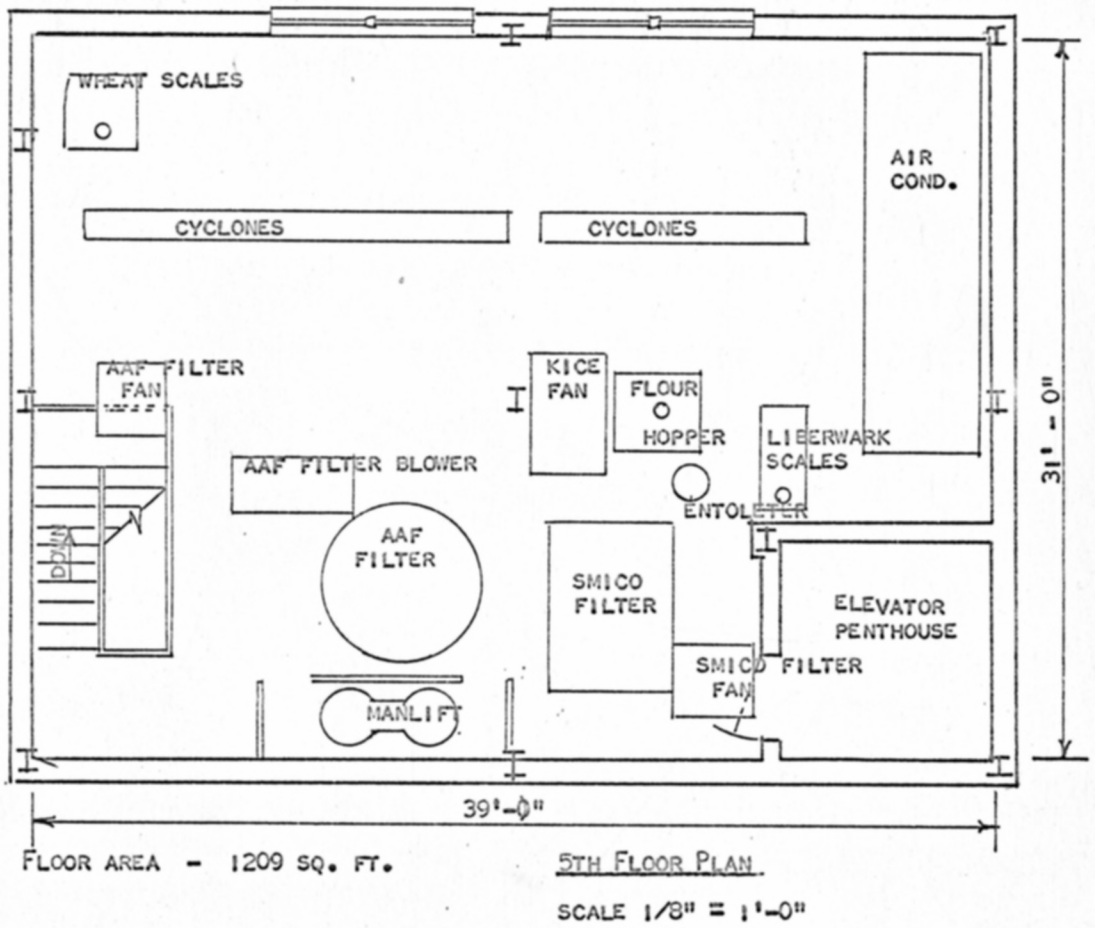 WHEAT SCALES
AIR
COND.
CYCLONES
CYCLONES
AAF FILTER
FAN
KICE
FAN
FLOUR
HOPPER
LIBERWARK
SCALES
AAF FILTER BLOWER
ENTOLETER
AAF
FILTER
DOWN
SMICO
FILTER
ELEVATOR
PENTHOUSE
SMICO FILTER
FAN
MANLIFT
31' - 0"
39'-0"
FLOOR AREA - 1209 SQ. FT.
5TH FLOOR PLAN
SCALE 1/8" = 1'-0"